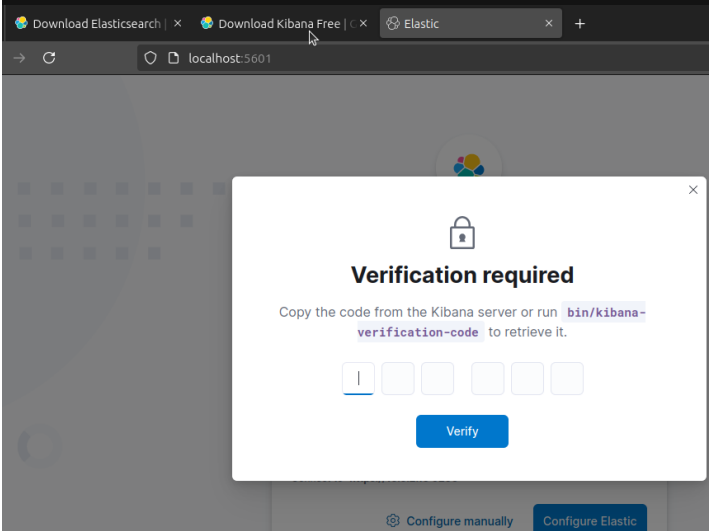 Download Elasticsearch |
Download Kibana Free | C
Elastic
localhost:5601
Verification required
Copy the code from the Kibana server or run bin/kibana-
verification-code to retrieve it.
Verify
Configure manually
Configure Elastic